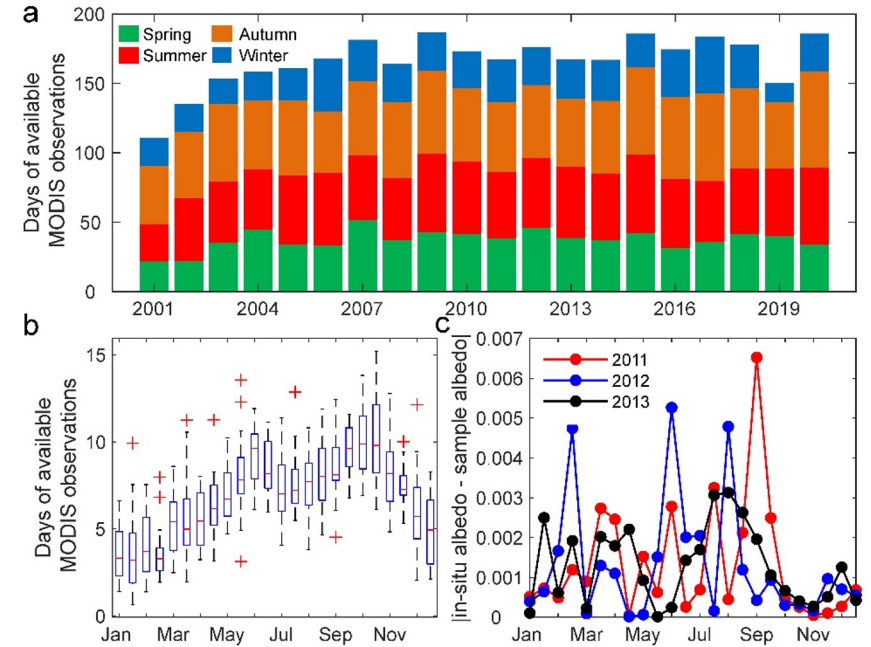 a
200
Spring
Autumn
Summer
Winter
150
100
50
0
Days of available
MODIS observations
2001
2004
2007
2010
2013
2016
2019
b
15
10
5
0
Days of available
MODIS observations
Jan
Mar
May
Jul
Sep
Nov
c
0.007
0.006
0.005
0.004
0.003
0.002
0.001
0
|in-situ albedo - sample albedo|
2011
2012
2013
Jan
Mar
May
Jul
Sep
Nov